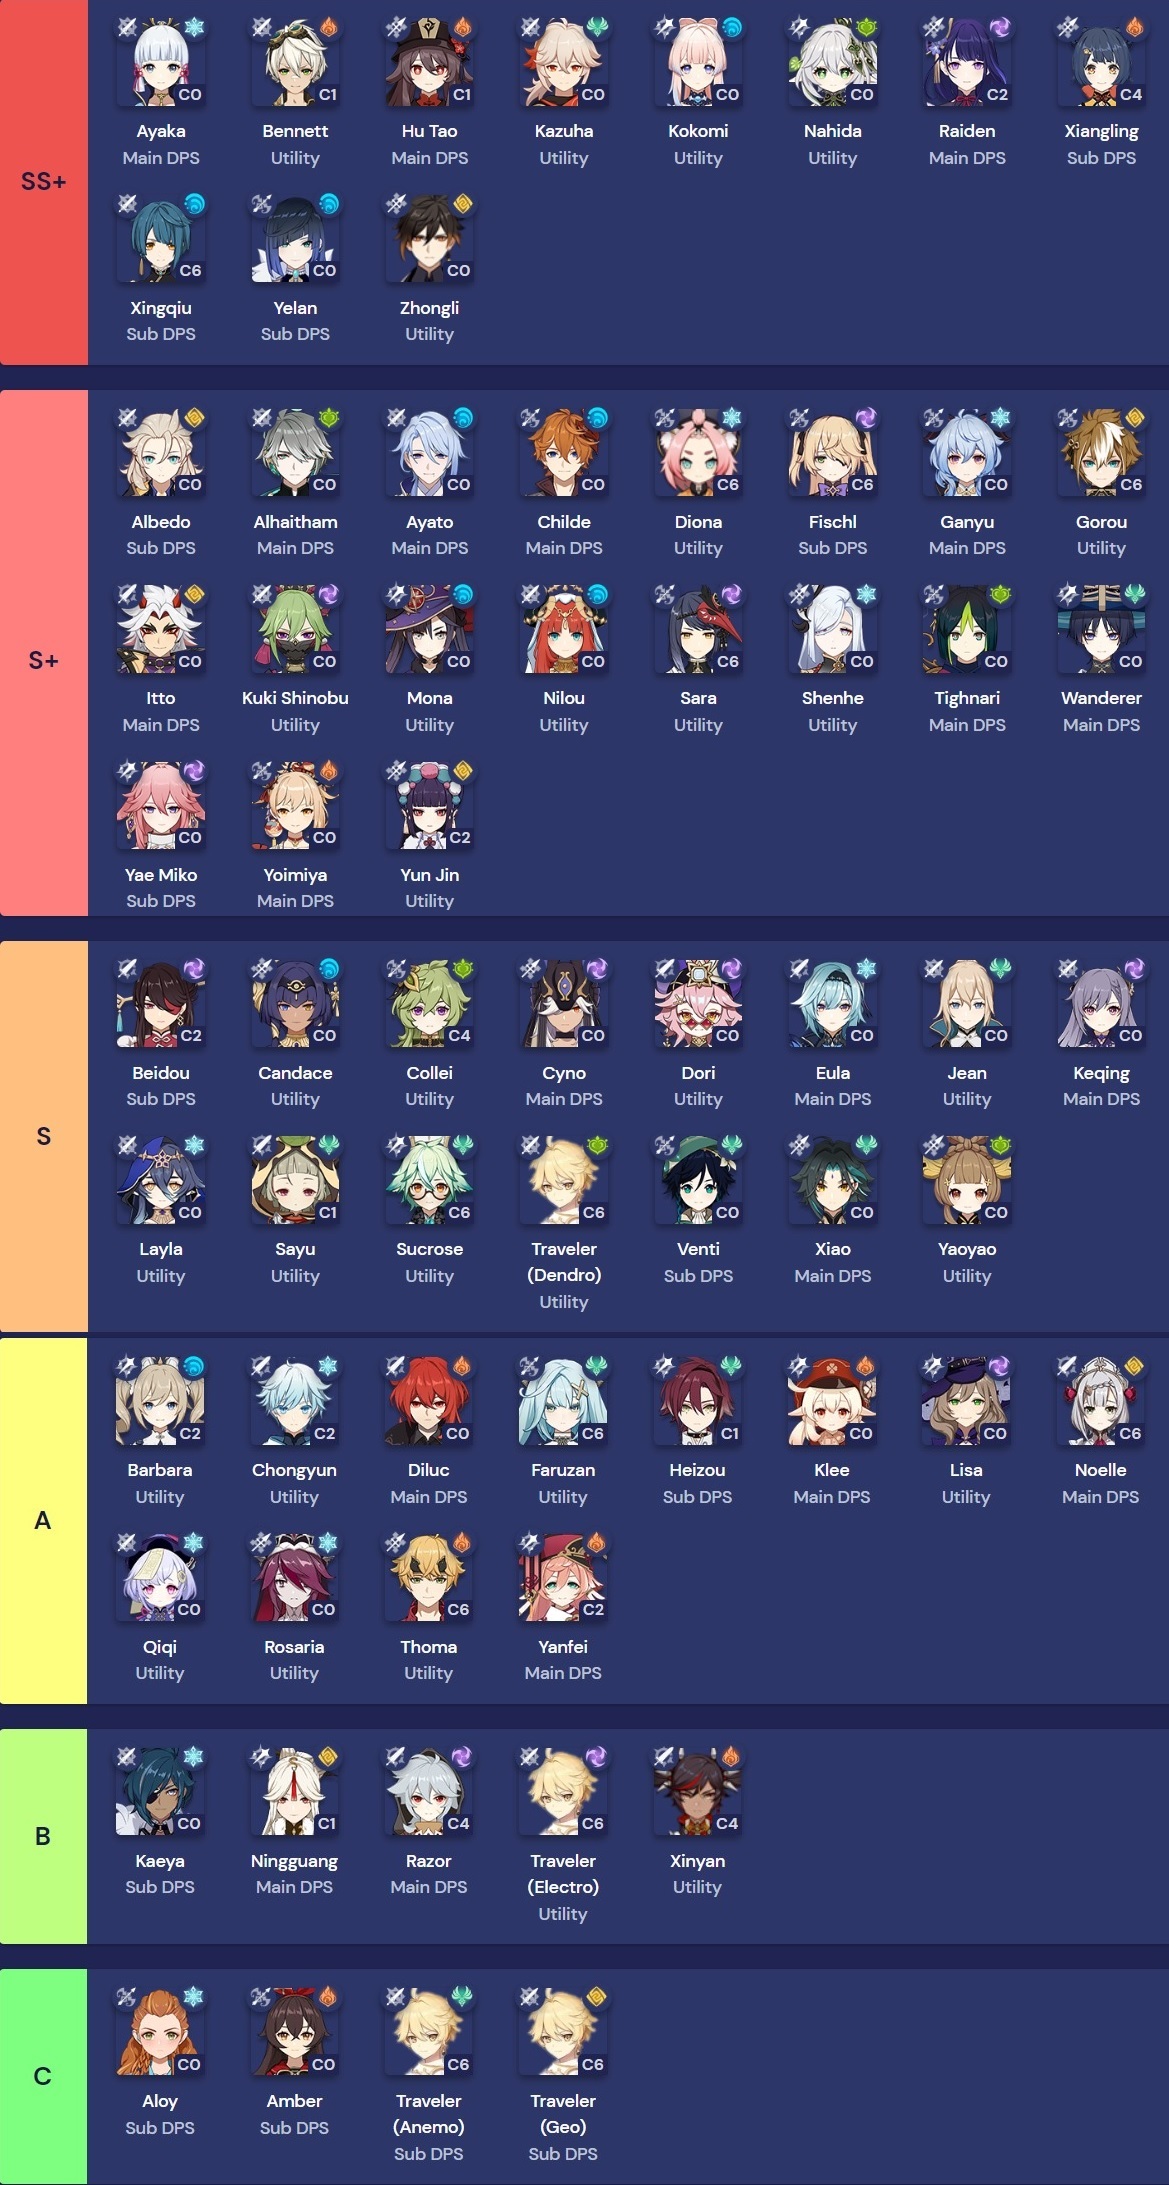 SS+
C0 C1 C1 C0 C0 C0 C2 C4
Ayaka Bennett Hu Tao Kazuha Kokomi Nahida Raiden Xiangling
Main DPS Utility Main DPS Utility Utility Utility Main DPS Sub DPS
C6 C0 C0
Xingqiu Yelan Zhongli
Sub DPS Sub DPS Utility
S+
C0 C0 C0 C0 C6 C6 C0 C6
Albedo Alhaitham Ayato Childe Diona Fischl Ganyu Gorou
Sub DPS Main DPS Main DPS Main DPS Utility Sub DPS Main DPS Utility
C0 C0 C0 C0 C6 C0 C0 C0
Itto Kuki Shinobu Mona Nilou Sara Shenhe Tighnari Wanderer
Main DPS Utility Utility Utility Utility Utility Main DPS Main DPS
C0 C0 C2
Yae Miko Yoimiya Yun Jin
Sub DPS Main DPS Utility
S
C2 C0 C4 C0 C0 C0 C0 C0
Beidou Candace Collei Cyno Dori Eula Jean Keqing
Sub DPS Utility Utility Main DPS Utility Main DPS Utility Main DPS
C0 C1 C6 C6 C0 C0 C0
Layla Sayu Sucrose Traveler Venti Xiao Yaoyao
Utility Utility Utility (Dendro) Sub DPS Main DPS Utility
Utility
A
C2 C2 C0 C6 C1 C0 C0 C6
Barbara Chongyun Diluc Faruzan Heizou Klee Lisa Noelle
Utility Utility Main DPS Utility Sub DPS Main DPS Utility Main DPS
C0 C0 C6 C2
Qiqi Rosaria Thoma Yanfei
Utility Utility Utility Main DPS
B
C0 C1 C4 C6 C4
Kaeya Ningguang Razor Traveler Xinyan
Sub DPS Main DPS Main DPS (Electro) Utility
Utility
C
C0 C0 C6 C6
Aloy Amber Traveler Traveler
Sub DPS Sub DPS (Anemo) (Geo)
Sub DPS Sub DPS